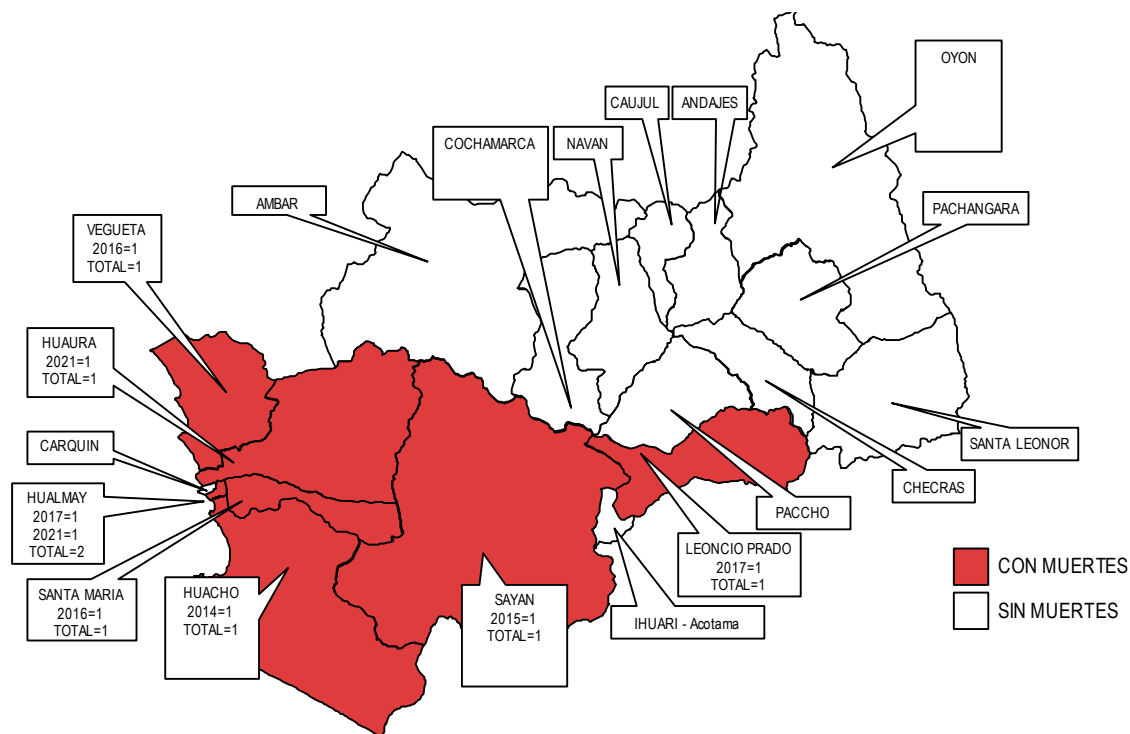 OYON
CAUJUL
ANDAJES
COCHAMARCA
NAVAN
AMBAR
PACHANGARA
VEGUETA
2016=1
TOTAL=1
HUAURA
2021=1
TOTAL=1
CARQUIN
HUALMAY
2017=1
2021=1
TOTAL=2
SANTA MARIA
2016=1
TOTAL=1
HUACHO
2014=1
TOTAL=1
SAYAN
2015=1
TOTAL=1
LEONCIO PRADO
2017=1
TOTAL=1
IHUARI - Acotama
PACCHO
CHECRAS
SANTA LEONOR
CON MUERTES
SIN MUERTES